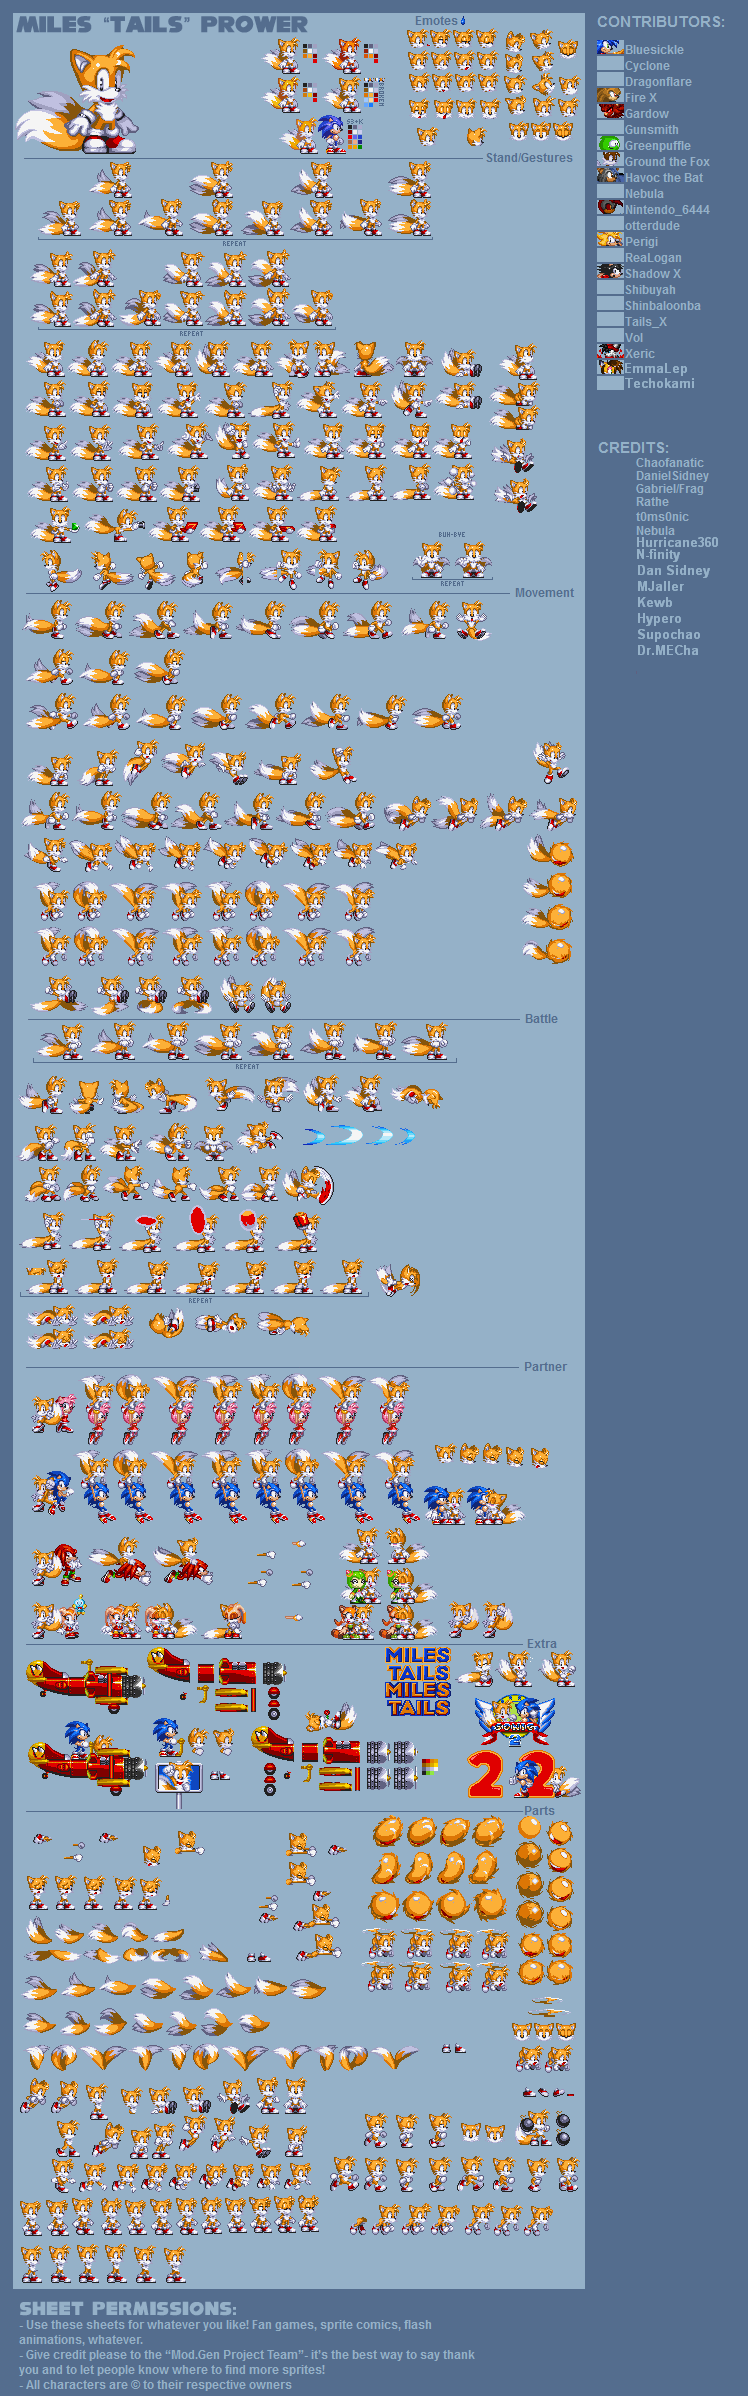 MILES "TAILS" PROWER
Emotes
S3+K
Stand/Gestures
REPEAT
REPEAT
BUH-BYE
REPEAT
Movement
Battle
REPEAT
REPEAT
Partner
Extra
MILES
TAILS
MILES
TAILS
SONIC
2
2 2
Parts
CONTRIBUTORS:
Bluesickle
Cyclone
Dragonflare
Fire X
Gardow
Gunsmith
Greenpuffle
Ground the Fox
Havoc the Bat
Nebula
Nintendo_6444
otterdude
Perigi
ReaLogan
Shadow X
Shibuyah
Shinbaloonba
Tails_X
Vol
Xeric
EmmaLep
Techokami
CREDITS:
Chaofanatic
DanielSidney
Gabriel/Frag
Rathe
t0ms0nic
Nebula
Hurricane360
N-finity
Dan Sidney
MJaller
Kewb
Hypero
Supochao
Dr.MECha
SHEET PERMISSIONS:
- Use these sheets for whatever you like! Fan games, sprite comics, flash
animations, whatever.
- Give credit please to the “Mod.Gen Project Team”- it's the best way to say thank
you and to let people know where to find more sprites!
- All characters are © to their respective owners